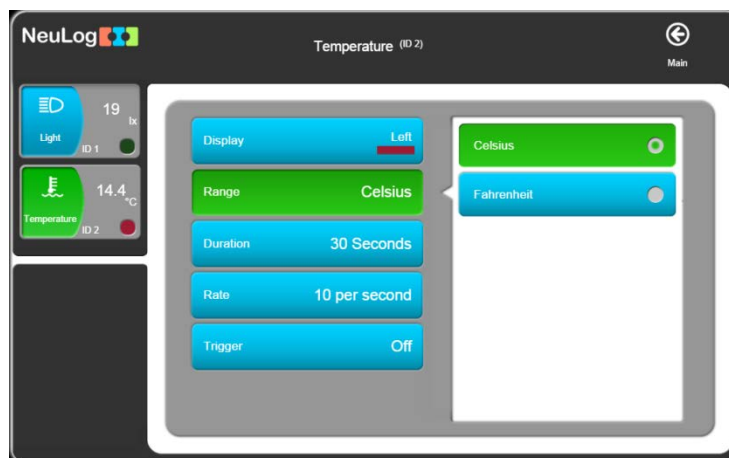 NeuLog
Temperature (ID 2)
Main
19
lx
Light
ID 1
14.4
°C
Temperature
ID 2
Display Left
Range Celsius
Duration 30 Seconds
Rate 10 per second
Trigger Off
Celsius
Fahrenheit